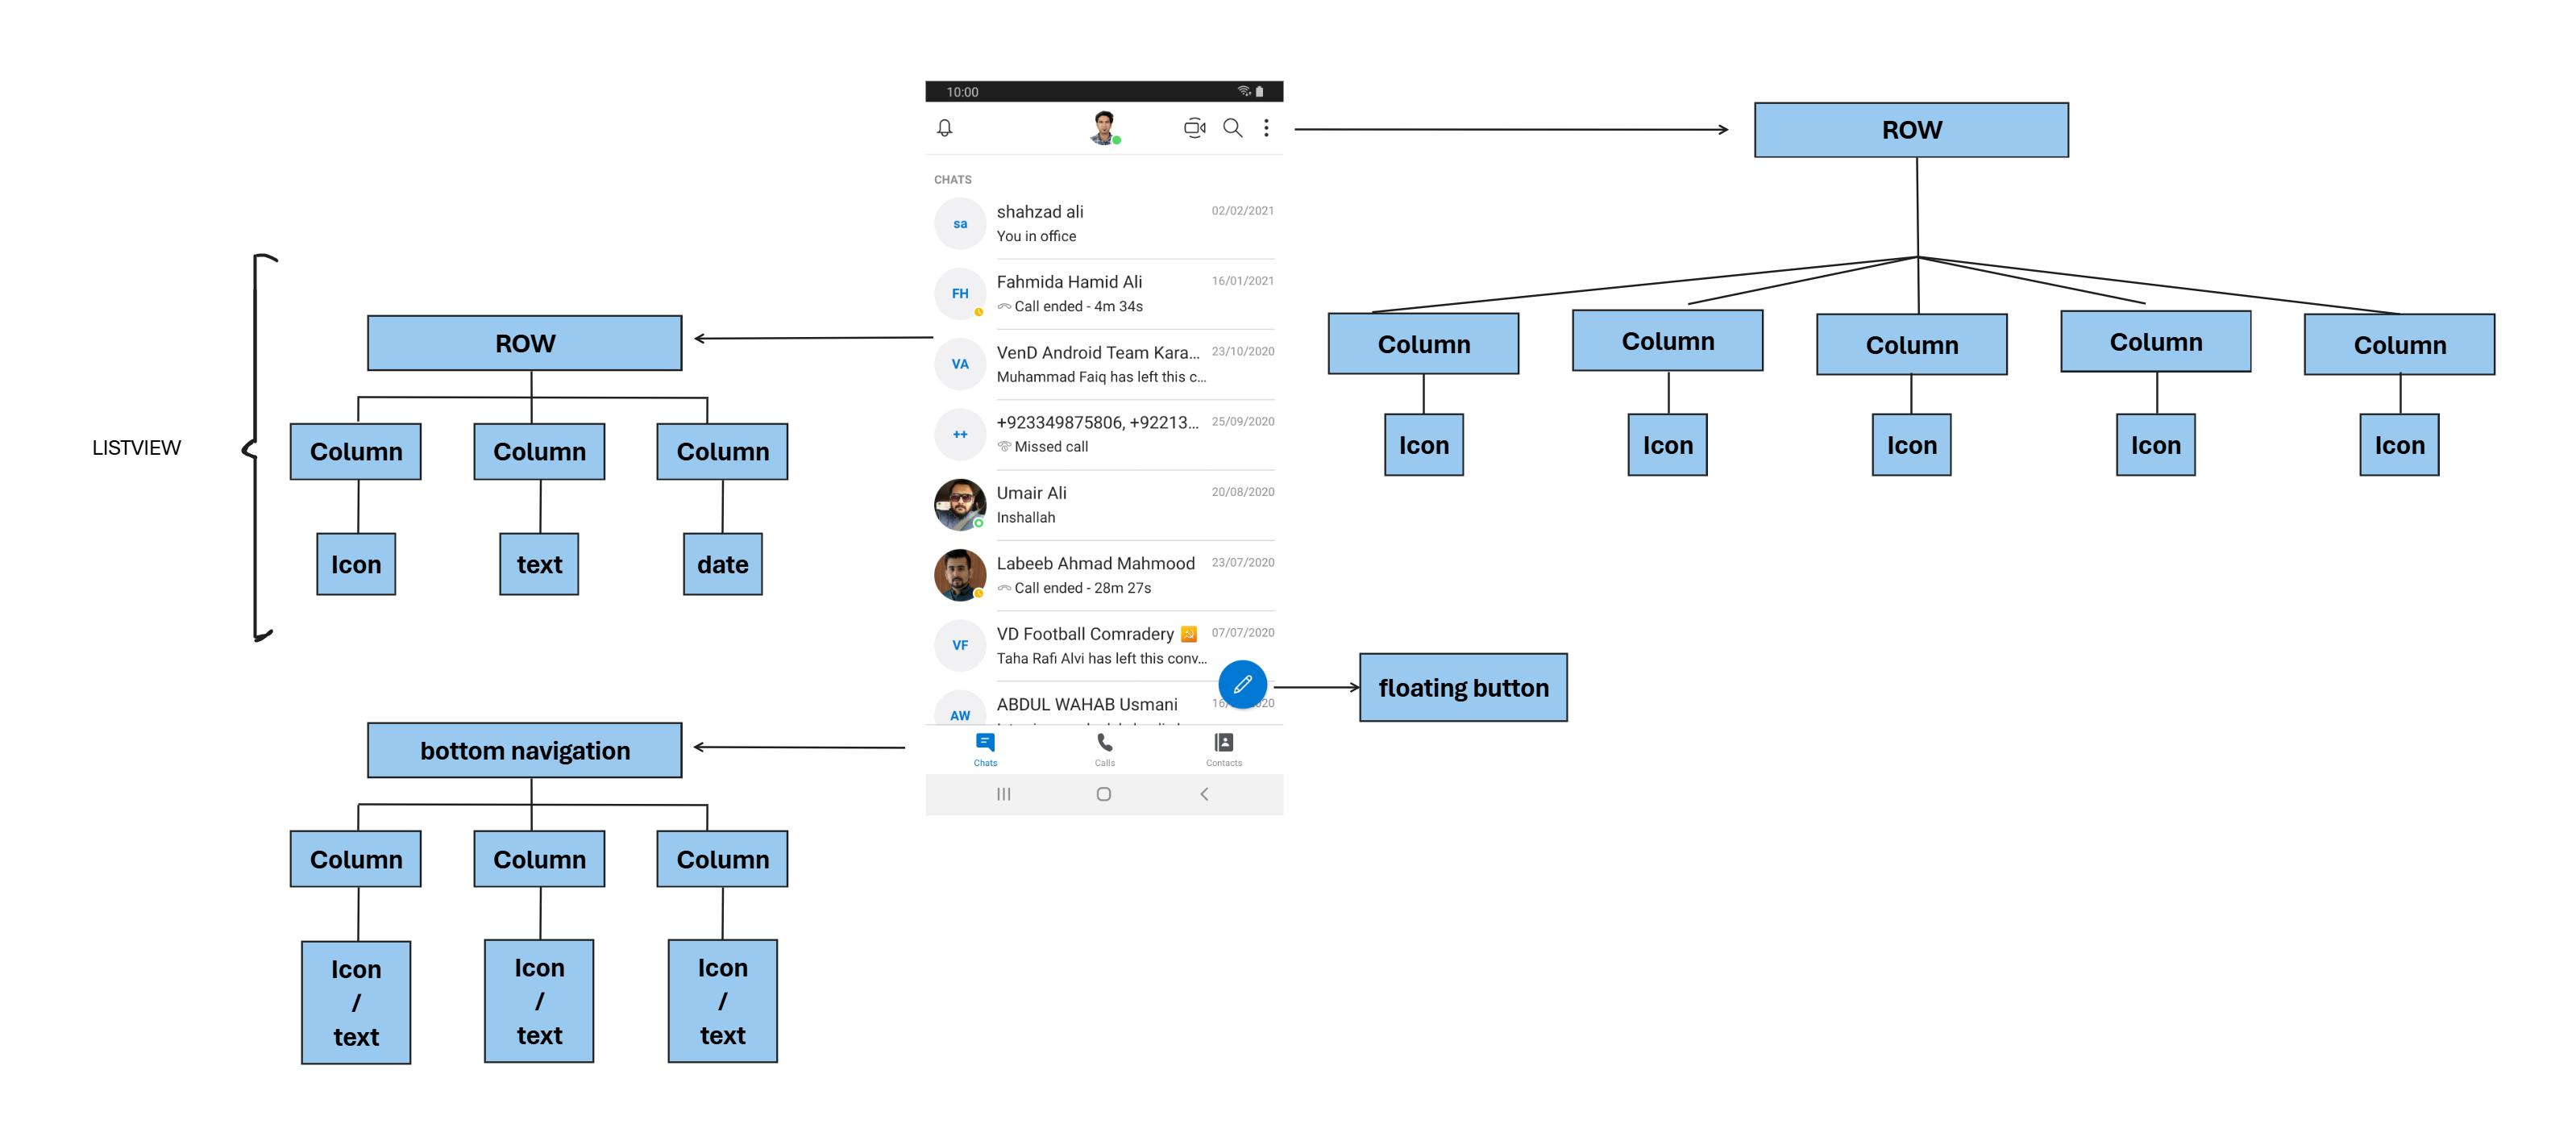 10:00
CHATS
sa
shahzad ali
02/02/2021
You in office
FH
Fahmida Hamid Ali
16/01/2021
Call ended - 4m 34s
VA
VenD Android Team Kara...
23/10/2020
Muhammad Faiq has left this c...
++
+923349875806, +92213...
25/09/2020
Missed call
Umair Ali
20/08/2020
Inshallah
Labeeb Ahmad Mahmood
23/07/2020
Call ended - 28m 27s
VF
VD Football Comradery
07/07/2020
Taha Rafi Alvi has left this conv...
AW
ABDUL WAHAB Usmani
Chats
Calls
Contacts
ROW
Column
Column
Column
Column
Column
Icon
Icon
Icon
Icon
Icon
LISTVIEW
ROW
Column
Column
Column
Icon
text
date
floating button
bottom navigation
Column
Column
Column
Icon
/
text
Icon
/
text
Icon
/
text